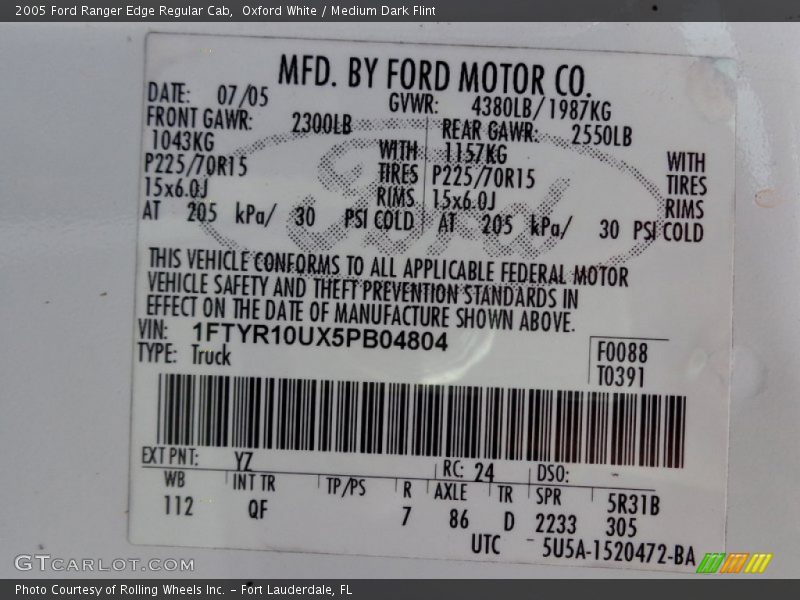 2005 Ford Ranger Edge Regular Cab, Oxford White / Medium Dark Flint
MFD. BY FORD MOTOR CO.
DATE: 07/05 GVWR: 4380LB/1987KG
FRONT GAWR: 2300LB REAR GAWR: 2550LB
1043KG WITH 1157KG WITH
P225/70R15 TIRES P225/70R15 TIRES
15x6.0J RIMS 15x6.0J RIMS
AT 205 kPa/ 30 PSI COLD AT 205 kPa/ 30 PSI COLD
Ford
THIS VEHICLE CONFORMS TO ALL APPLICABLE FEDERAL MOTOR
VEHICLE SAFETY AND THEFT PREVENTION STANDARDS IN
EFFECT ON THE DATE OF MANUFACTURE SHOWN ABOVE.
VIN: 1FTYR10UX5PB04804
TYPE: Truck
F0088
T0391
EXT PNT: YZ RC: 24 DSO: -
WB INT TR TP/PS R AXLE TR SPR 5R31B
112 QF 7 86 D 2233 305
UTC 5U5A-1520472-BA
GTCARLOT.COM
Photo Courtesy of Rolling Wheels Inc. – Fort Lauderdale, FL